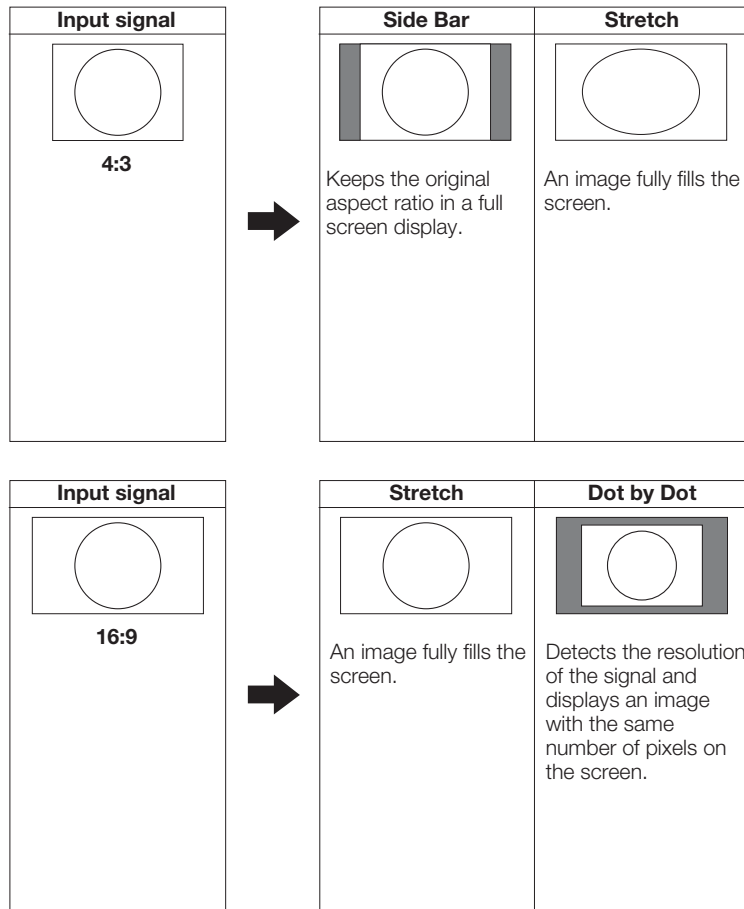 Input signal
Side Bar
Stretch
4:3
Keeps the original
aspect ratio in a full
screen display.
An image fully fills the
screen.
Input signal
Stretch
Dot by Dot
16:9
An image fully fills the
screen.
Detects the resolution
of the signal and
displays an image
with the same
number of pixels on
the screen.